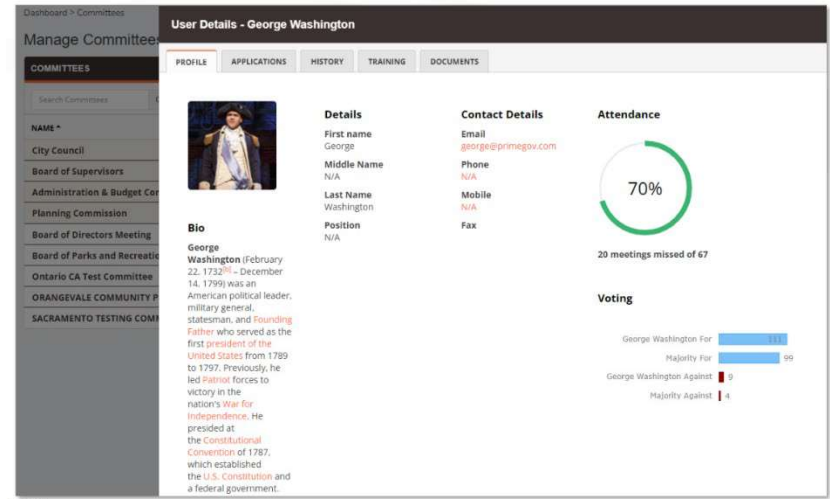 Dashboard > Committees
Manage Committees
COMMITTEES
Search Committees
NAME
City Council
Board of Supervisors
Administration & Budget Con
Planning Commission
Board of Directors Meeting
Board of Parks and Recreatio
Ontario CA Test Committee
ORANGEVALE COMMUNITY P
SACRAMENTO TESTING COMM
User Details - George Washington
PROFILE APPLICATIONS HISTORY TRAINING DOCUMENTS
Bio
George
Washington (February
22, 1732[b] – December
14, 1799) was an
American political leader,
military general,
statesman, and Founding
Father who served as the
first president of the
United States from 1789
to 1797. Previously, he
led Patriot forces to
victory in the
nation's War for
Independence. He
presided at
the Constitutional
Convention of 1787,
which established
the U.S. Constitution and
a federal government.
Details
First name
George
Middle Name
N/A
Last Name
Washington
Position
N/A
Contact Details
Email
george@primegov.com
Phone
N/A
Mobile
N/A
Fax
Attendance
70%
20 meetings missed of 67
Voting
George Washington For 111
Majority For 99
George Washington Against 9
Majority Against 4